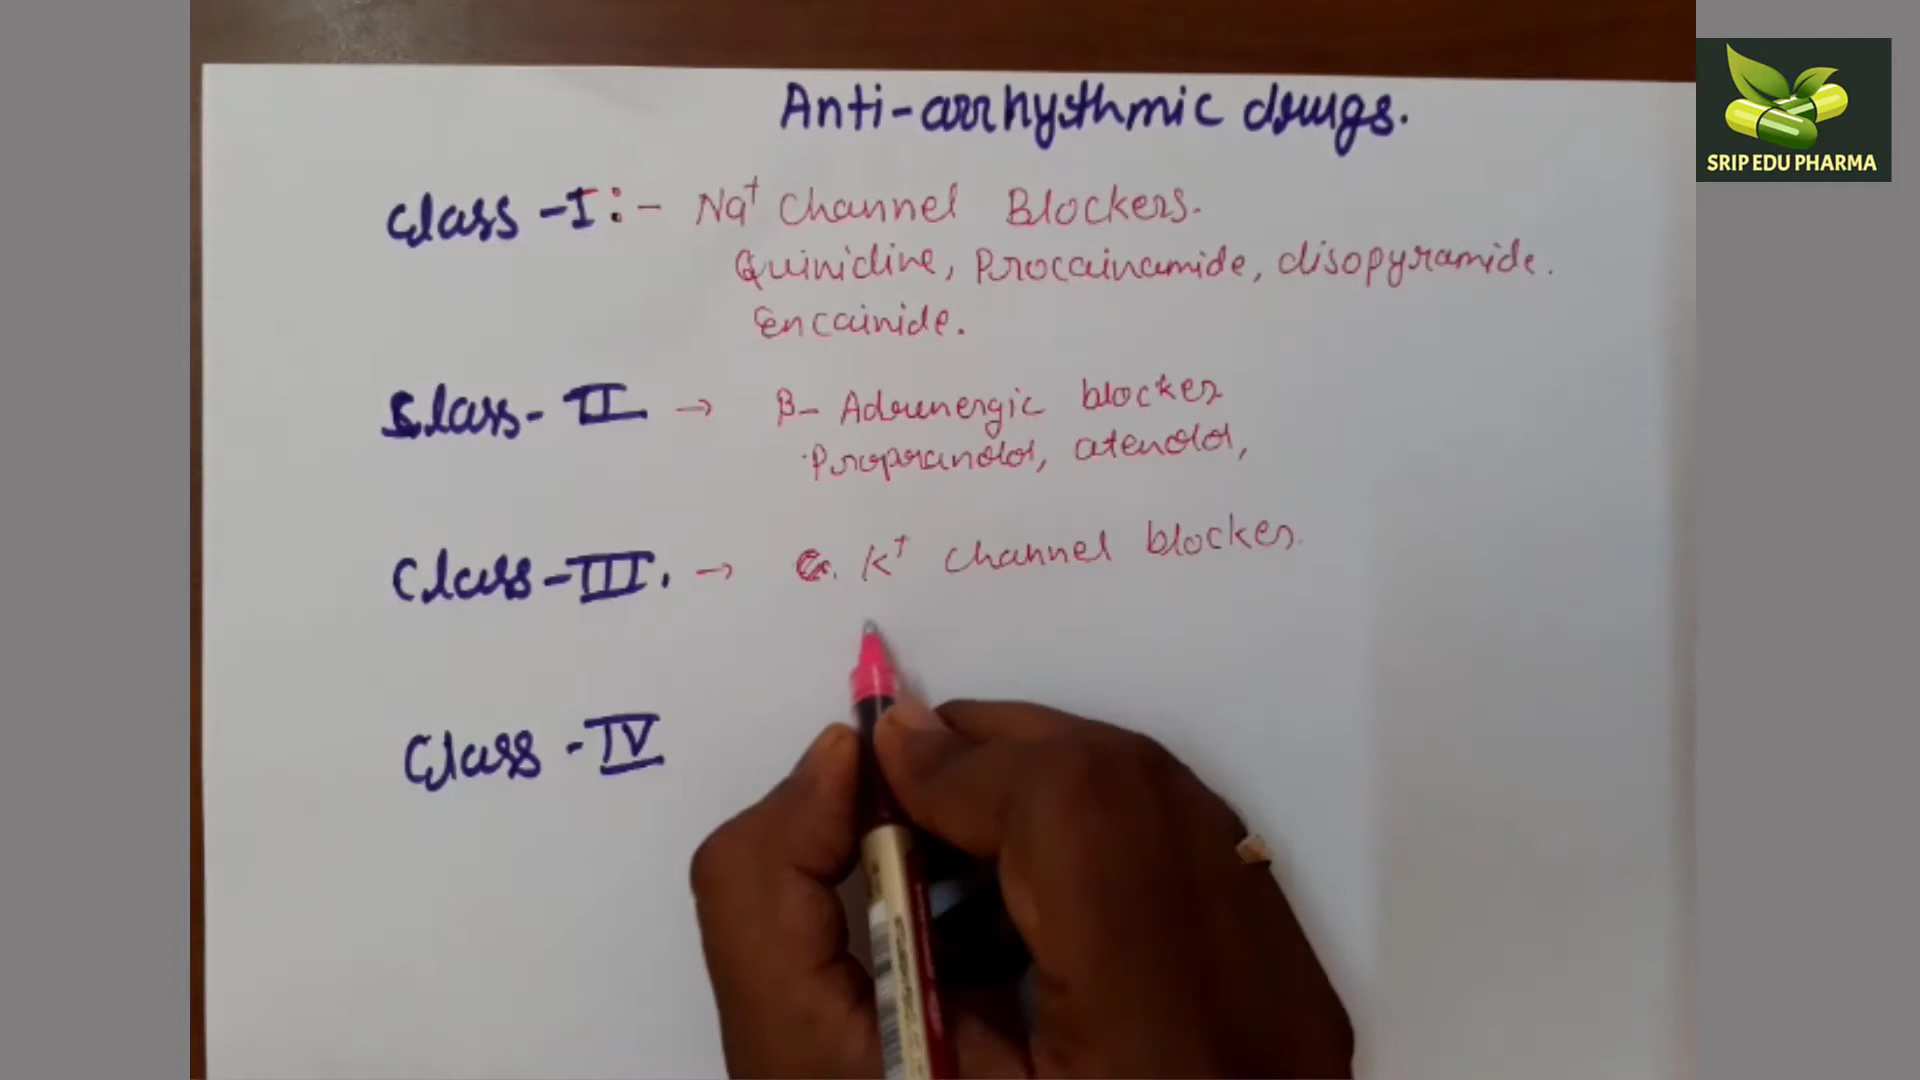 Anti-arrhythmic drugs.
Class-I:- Na+ Channel Blockers.
Quinidine, Procainamide, disopyramide.
Encainide.
Class-II → β-Adrenergic blocker
Propranolol, atenolol,
Class-III. → K+ channel blocker.
Class-IV
SRIP EDU PHARMA